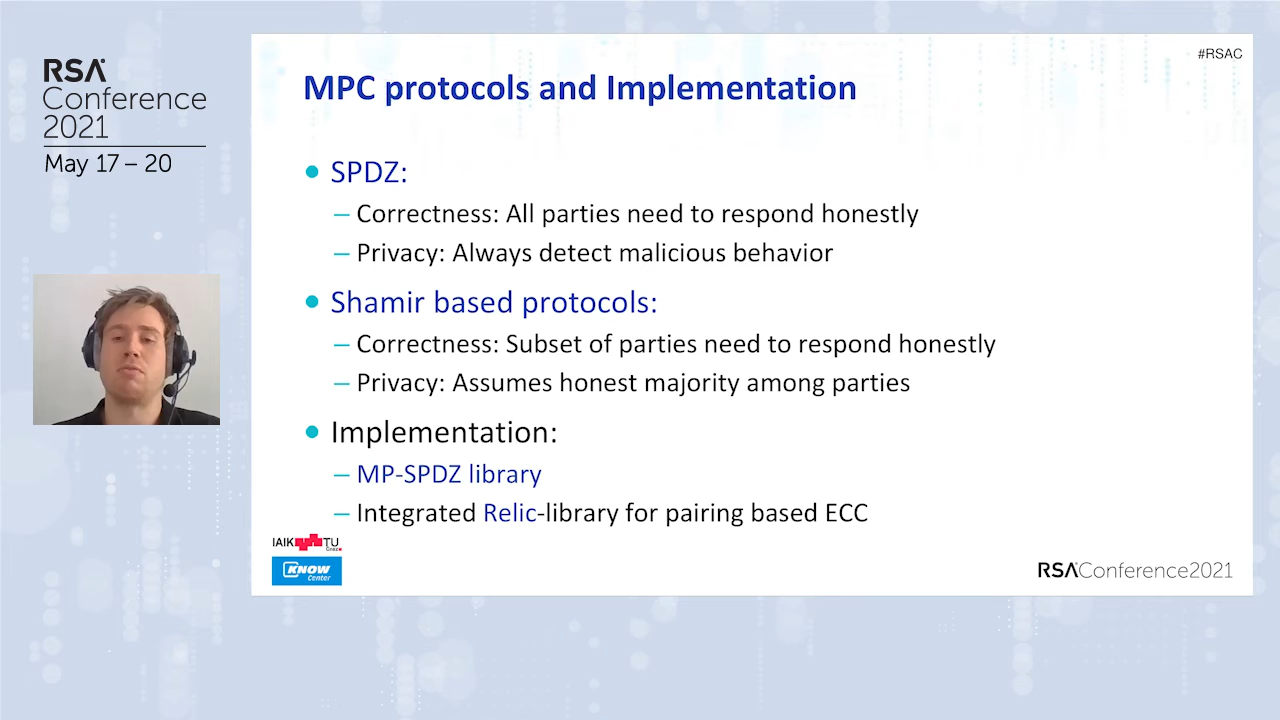 RSA
Conference
2021
May 17 – 20
#RSAC
MPC protocols and Implementation
• SPDZ:
– Correctness: All parties need to respond honestly
– Privacy: Always detect malicious behavior
• Shamir based protocols:
– Correctness: Subset of parties need to respond honestly
– Privacy: Assumes honest majority among parties
• Implementation:
– MP-SPDZ library
– Integrated Relic-library for pairing based ECC
IAIK TU
Graz
KNOW
Center
RSAConference2021